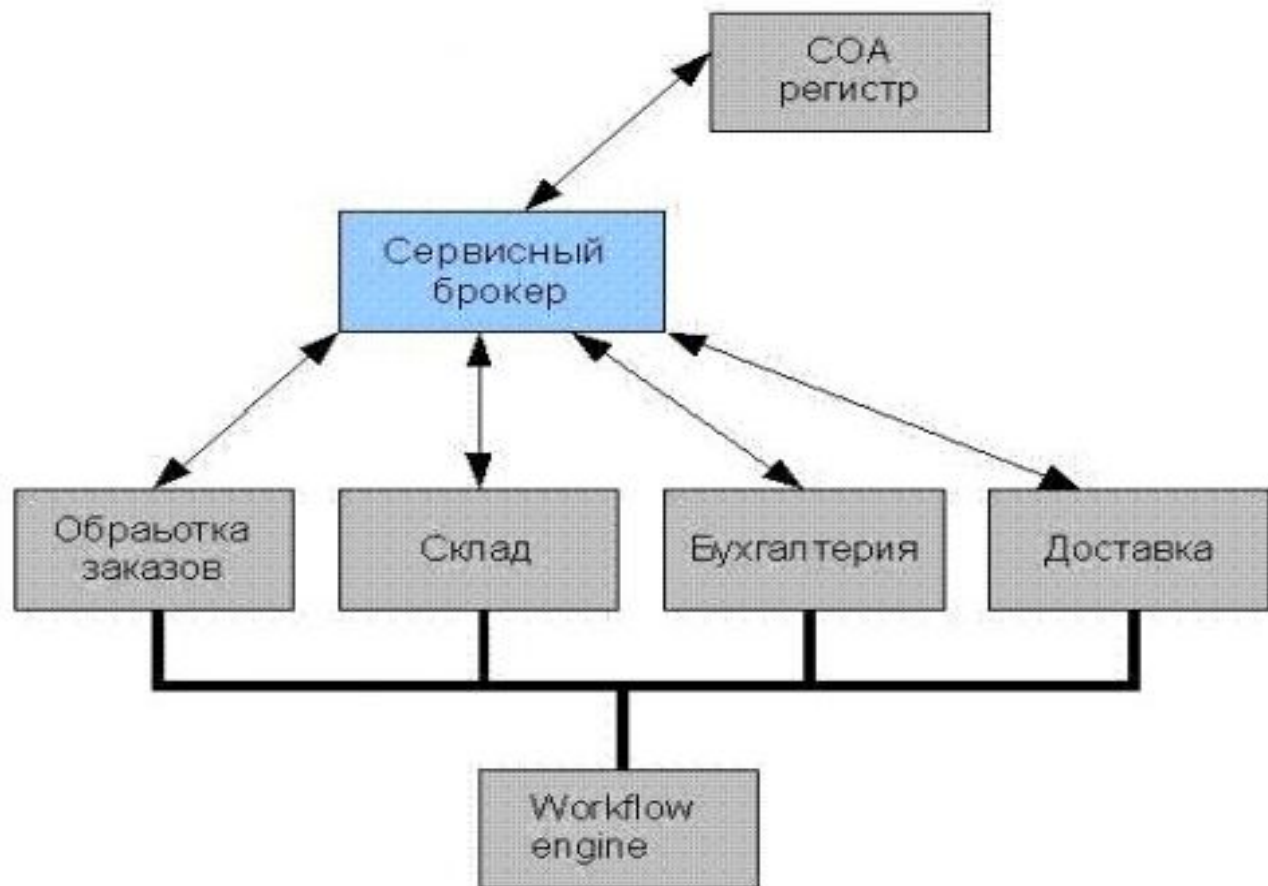 СОА
регистр
Сервисный
брокер
Обраьотка
заказов
Склад
Бухгалтерия
Доставка
Workflow
engine